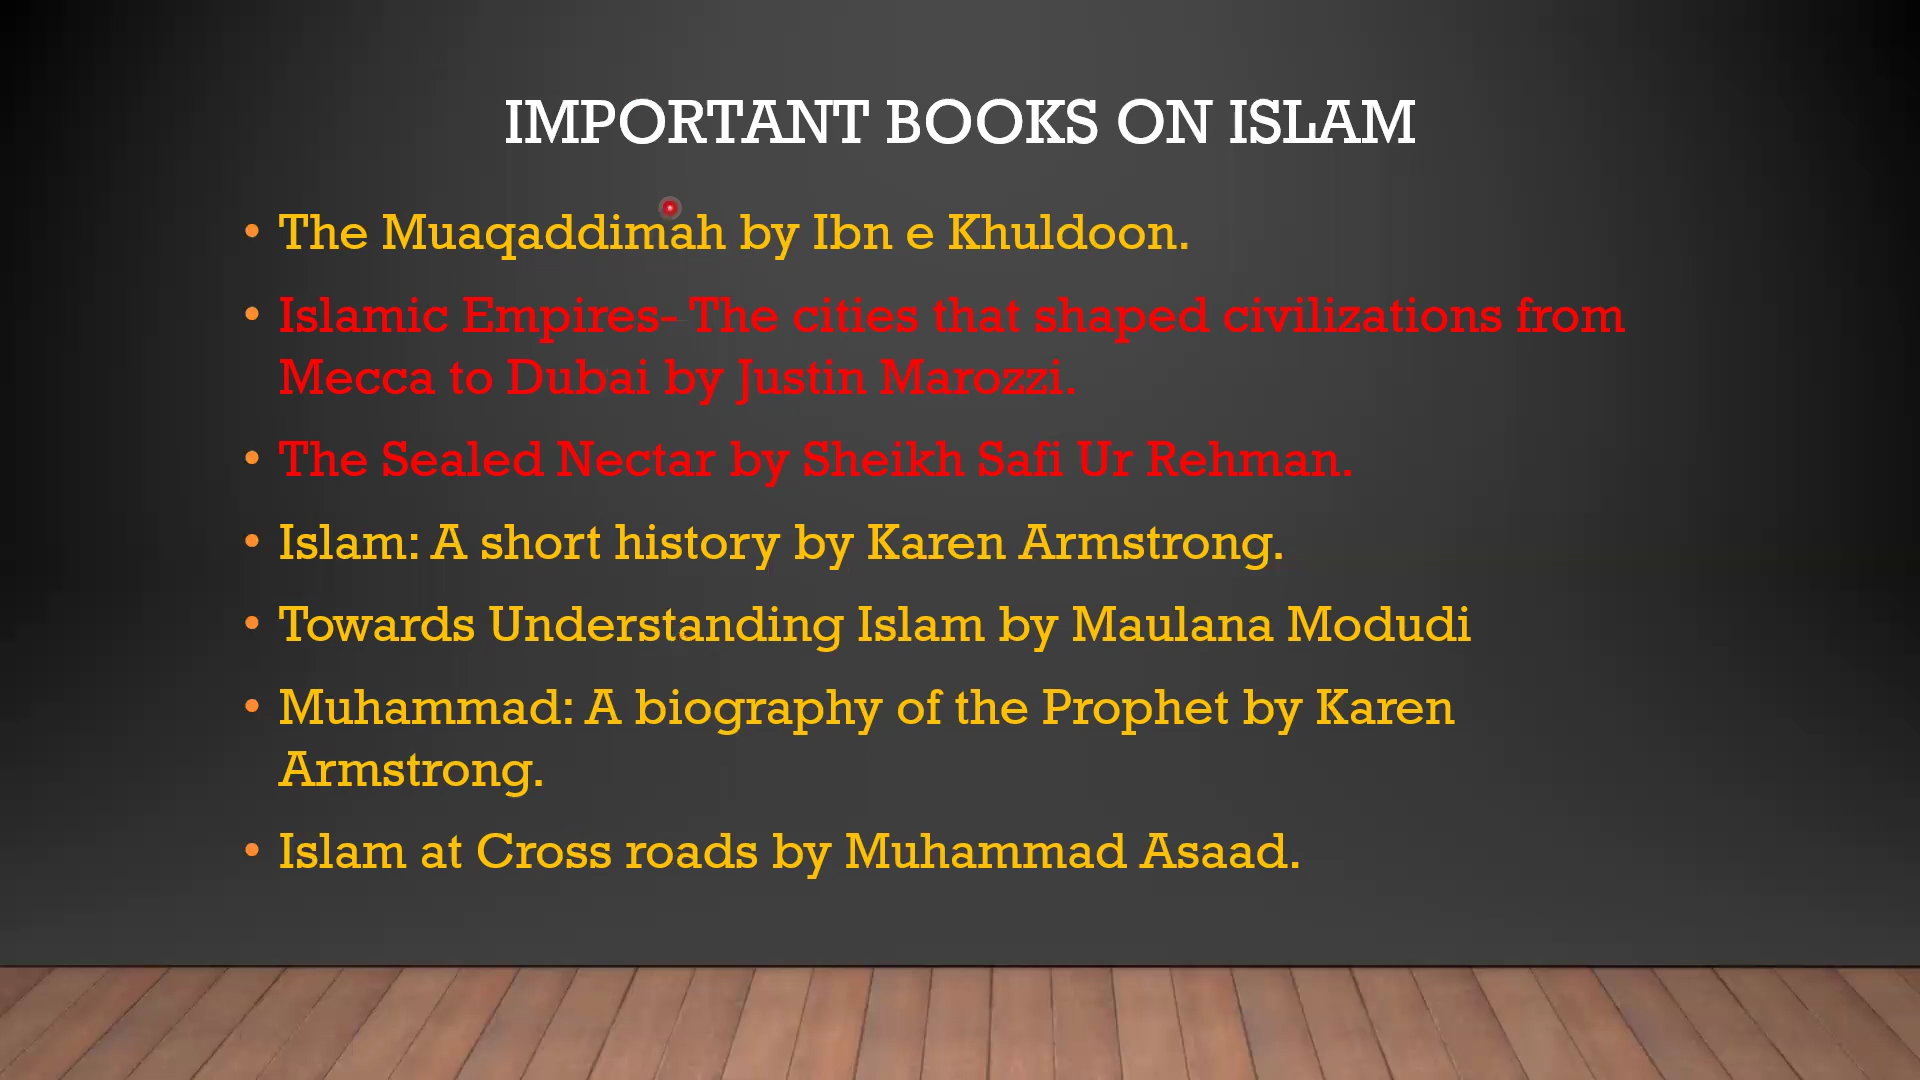 IMPORTANT BOOKS ON ISLAM
• The Muaqaddimah by Ibn e Khuldoon.
• Islamic Empires- The cities that shaped civilizations from
Mecca to Dubai by Justin Marozzi.
• The Sealed Nectar by Sheikh Safi Ur Rehman.
• Islam: A short history by Karen Armstrong.
• Towards Understanding Islam by Maulana Modudi
• Muhammad: A biography of the Prophet by Karen
Armstrong.
• Islam at Cross roads by Muhammad Asaad.